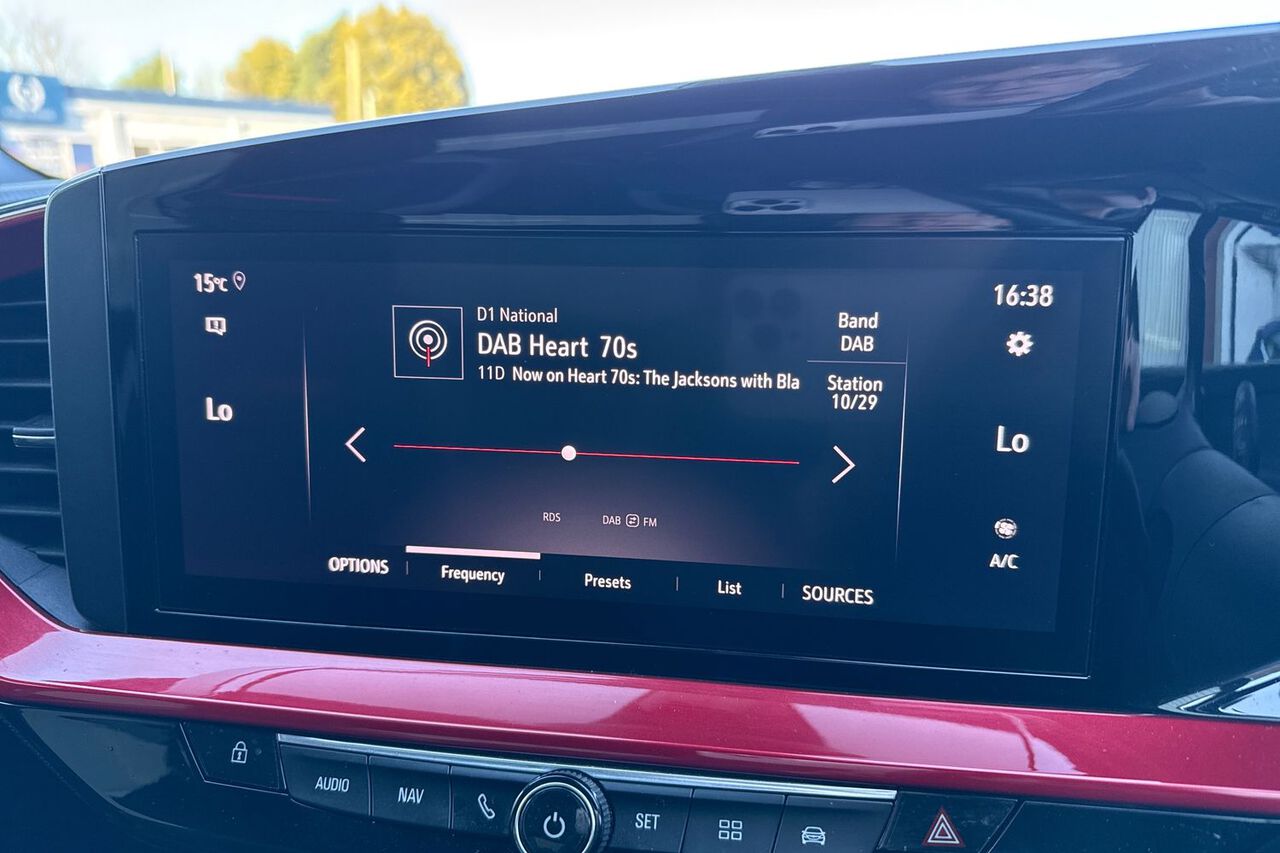 15°C
16:38
D1 National
DAB Heart 70s
11D Now on Heart 70s: The Jacksons with Bla
Band
DAB
Station
10/29
Lo
Lo
RDS
DAB FM
A/C
OPTIONS
Frequency
Presets
List
SOURCES
AUDIO
NAV
SET